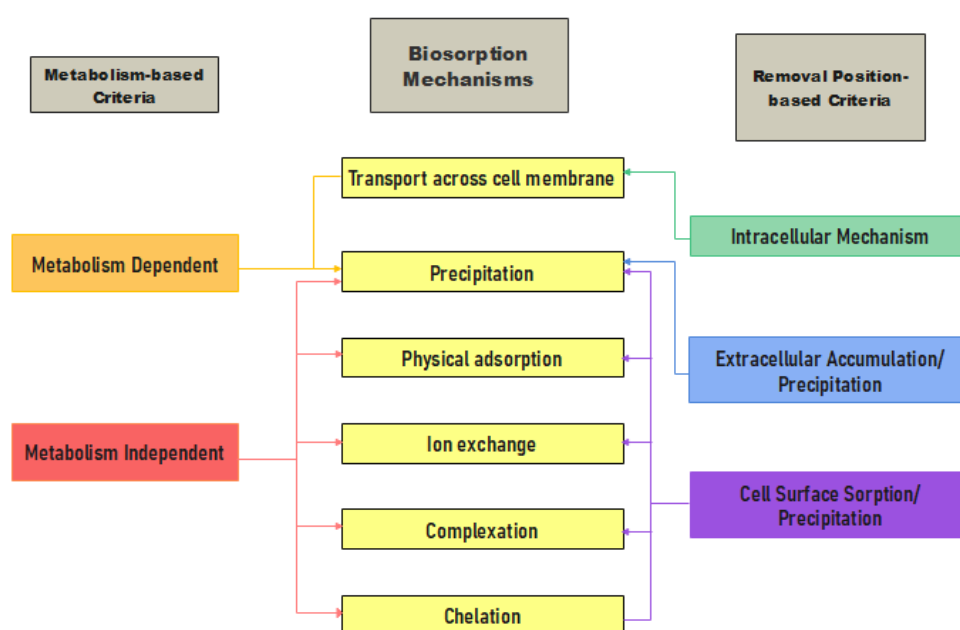 Metabolism-based
Criteria
Biosorption
Mechanisms
Removal Position-
based Criteria
Transport across cell membrane
Intracellular Mechanism
Metabolism Dependent
Precipitation
Physical adsorption
Extracellular Accumulation/
Precipitation
Metabolism Independent
Ion exchange
Cell Surface Sorption/
Precipitation
Complexation
Chelation